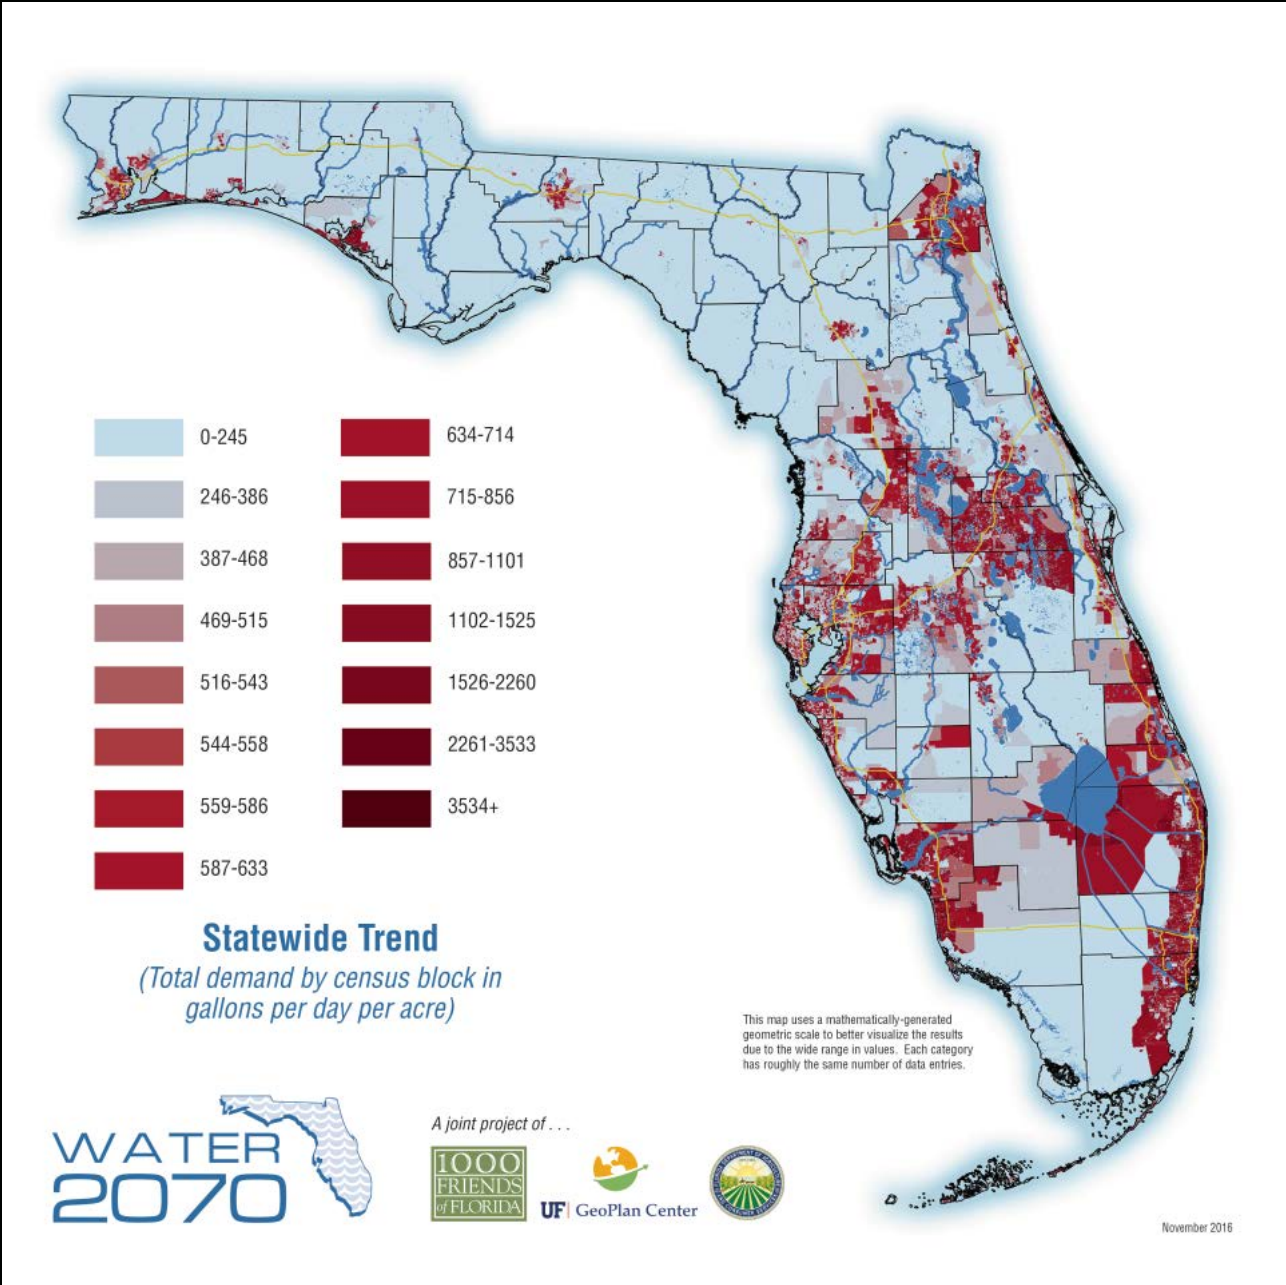 0-245
246-386
387-468
469-515
516-543
544-558
559-586
587-633
634-714
715-856
857-1101
1102-1525
1526-2260
2261-3533
3534+
Statewide Trend
(Total demand by census block in
gallons per day per acre)
This map uses a mathematically-generated
geometric scale to better visualize the results
due to the wide range in values. Each category
has roughly the same number of data entries.
WATER
2070
A joint project of . . .
1000
FRIENDS
of FLORIDA
UF GeoPlan Center
November 2016